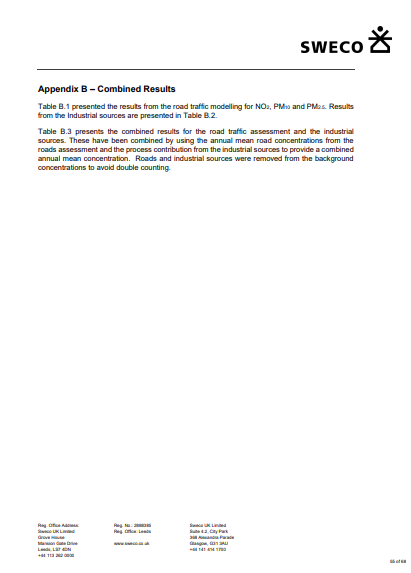 SWECO
Appendix B – Combined Results
Table B.1 presented the results from the road traffic modelling for NO2, PM10 and PM2.5. Results
from the Industrial sources are presented in Table B.2.
Table B.3 presents the combined results for the road traffic assessment and the industrial
sources. These have been combined by using the annual mean road concentrations from the
roads assessment and the process contribution from the industrial sources to provide a combined
annual mean concentration. Roads and industrial sources were removed from the background
concentrations to avoid double counting.
Reg. Office Address:
Sweco UK Limited
Grove House
Mansion Gate Drive
Leeds, LS7 4DN
+44 113 262 0000
Reg. No.: 2888385
Reg. Office: Leeds
www.sweco.co.uk
Sweco UK Limited
Suite 4.2, City Park
368 Alexandra Parade
Glasgow, G31 3AU
+44 141 414 1700
55 of 69